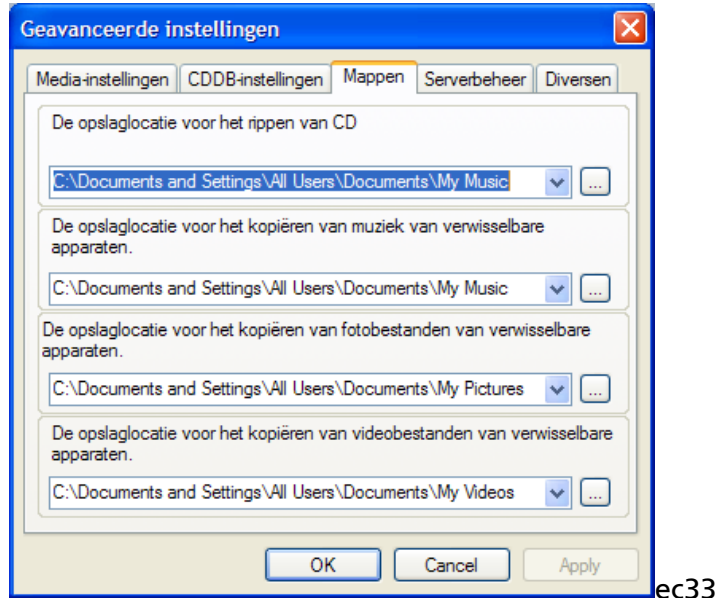 Geavanceerde instellingen
Media-instellingen CDDB-instellingen Mappen Serverbeheer Diversen
De opslaglocatie voor het rippen van CD
C:\Documents and Settings\All Users\Documents\My Music ...
De opslaglocatie voor het kopiëren van muziek van verwisselbare
apparaten.
C:\Documents and Settings\All Users\Documents\My Music ...
De opslaglocatie voor het kopiëren van fotobestanden van verwisselbare
apparaten.
C:\Documents and Settings\All Users\Documents\My Pictures ...
De opslaglocatie voor het kopiëren van videobestanden van verwisselbare
apparaten.
C:\Documents and Settings\All Users\Documents\My Videos ...
OK Cancel Apply
ec33